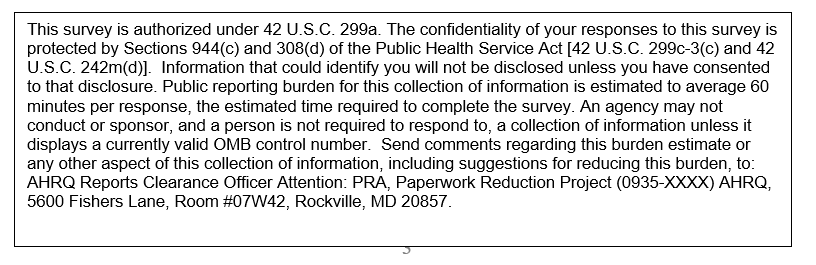 This survey is authorized under 42 U.S.C. 299a. The confidentiality of your responses to this survey is
protected by Sections 944(c) and 308(d) of the Public Health Service Act [42 U.S.C. 299c-3(c) and 42
U.S.C. 242m(d)].  Information that could identify you will not be disclosed unless you have consented
to that disclosure. Public reporting burden for this collection of information is estimated to average 60
minutes per response, the estimated time required to complete the survey. An agency may not
conduct or sponsor, and a person is not required to respond to, a collection of information unless it
displays a currently valid OMB control number.  Send comments regarding this burden estimate or
any other aspect of this collection of information, including suggestions for reducing this burden, to:
AHRQ Reports Clearance Officer Attention: PRA, Paperwork Reduction Project (0935-XXXX) AHRQ,
5600 Fishers Lane, Room #07W42, Rockville, MD 20857.